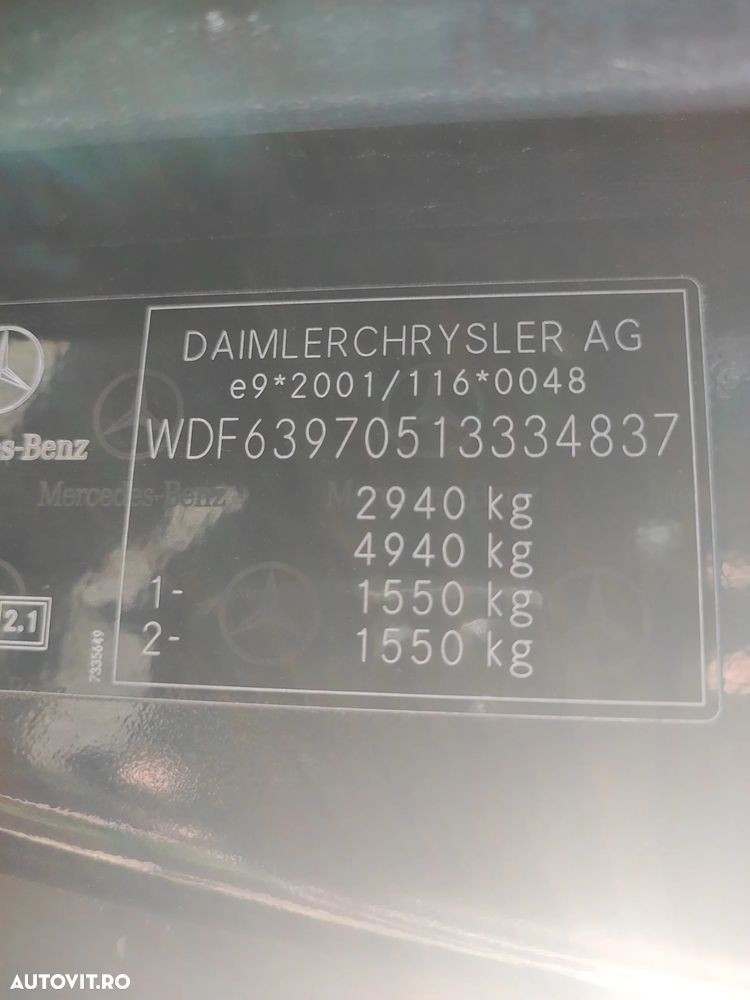 DAIMLERCHRYSLER AG
e9*2001/116*0048
s-Benz
WDF63970513334837
Mercedes-Benz
2940 kg
4940 kg
1- 1550 kg
2- 1550 kg
2.1
7335649
AUTOVIT.RO